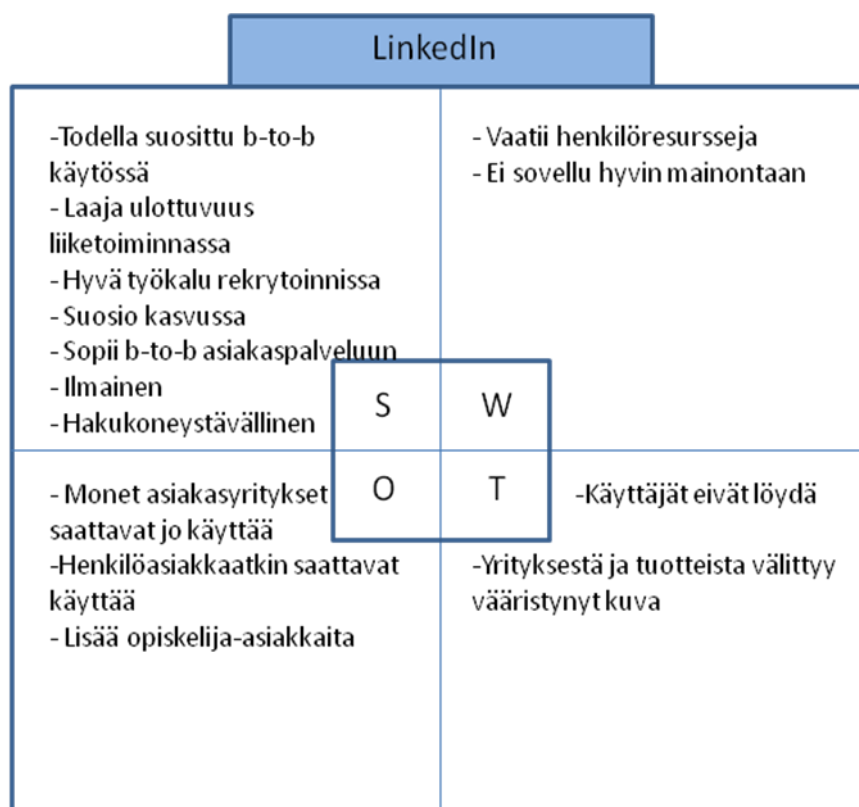 LinkedIn
-Todella suosittu b-to-b
käytössä
- Laaja ulottuvuus
liiketoiminnassa
- Hyvä työkalu rekrytoinnissa
- Suosio kasvussa
- Sopii b-to-b asiakaspalveluun
- Ilmainen
- Hakukoneystävällinen
- Vaatii henkilöresursseja
- Ei sovellu hyvin mainontaan
S
W
O
T
- Monet asiakasyritykset
saattavat jo käyttää
-Henkilöasiakkaatkin saattavat
käyttää
- Lisää opiskelija-asiakkaita
-Käyttäjät eivät löydä
-Yrityksestä ja tuotteista välittyy
vääristynyt kuva